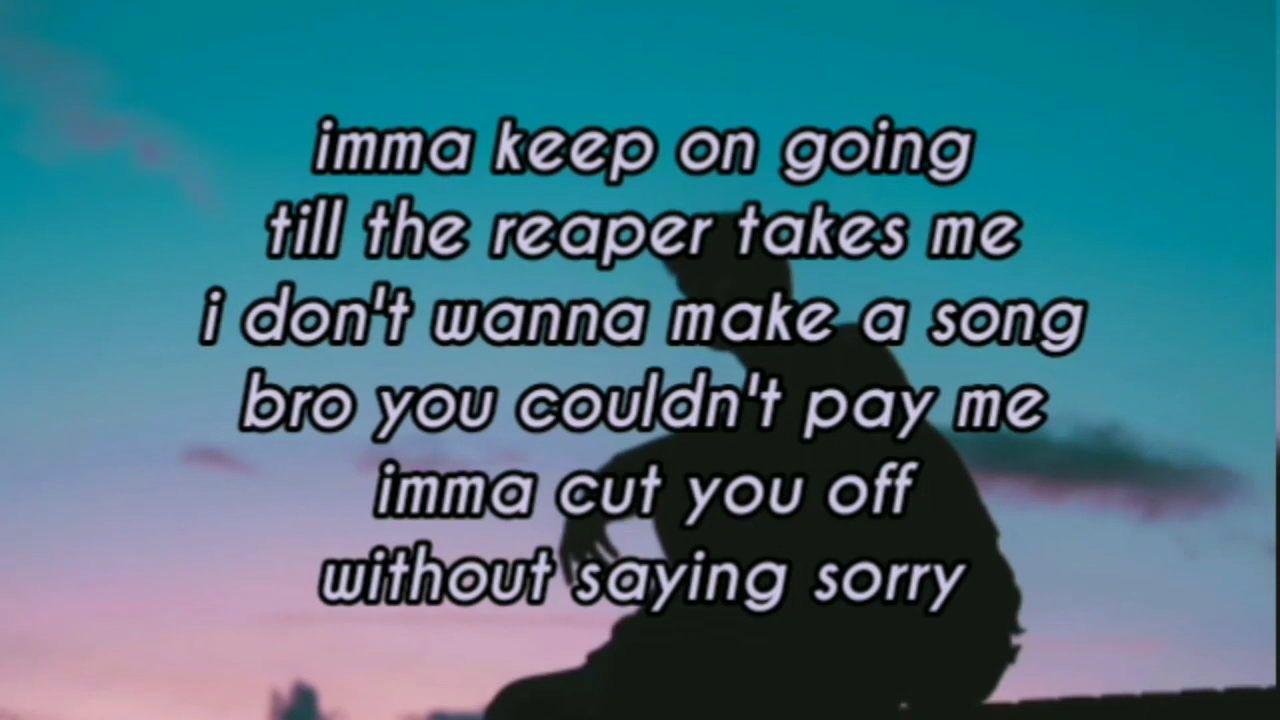 imma keep on going
till the reaper takes me
i don't wanna make a song
bro you couldn't pay me
imma cut you off
without saying sorry